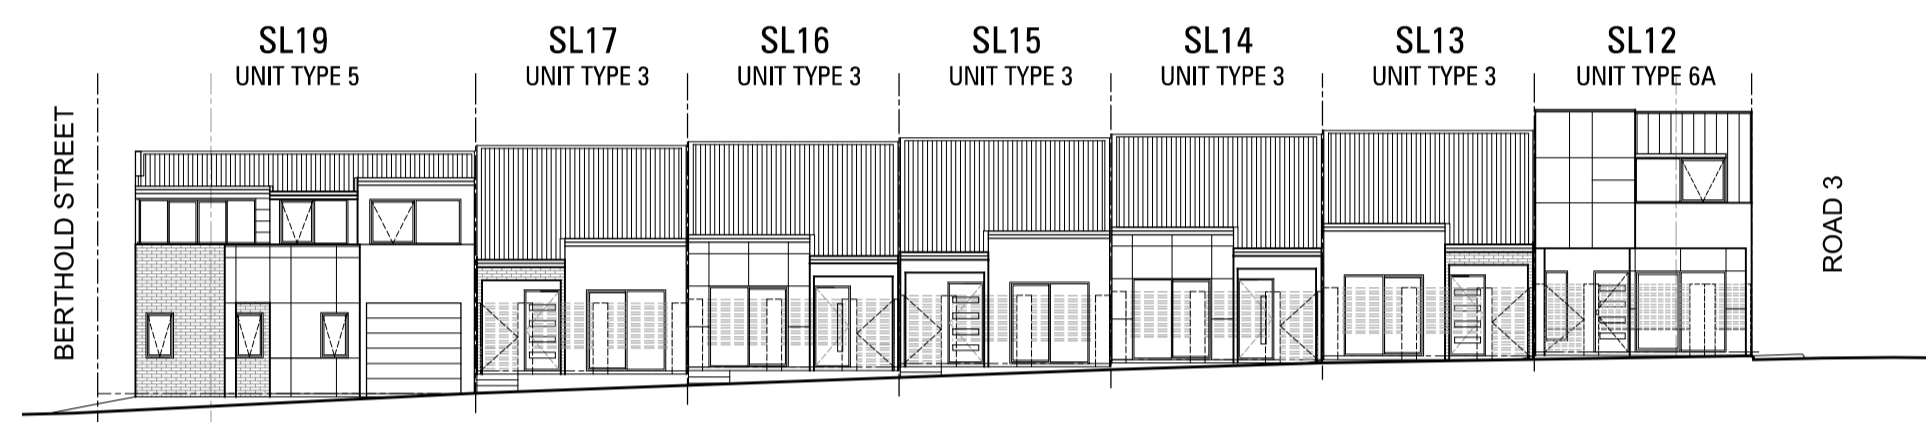 SL19
UNIT TYPE 5
SL17
UNIT TYPE 3
SL16
UNIT TYPE 3
SL15
UNIT TYPE 3
SL14
UNIT TYPE 3
SL13
UNIT TYPE 3
SL12
UNIT TYPE 6A
BERTHOLD STREET
ROAD 3